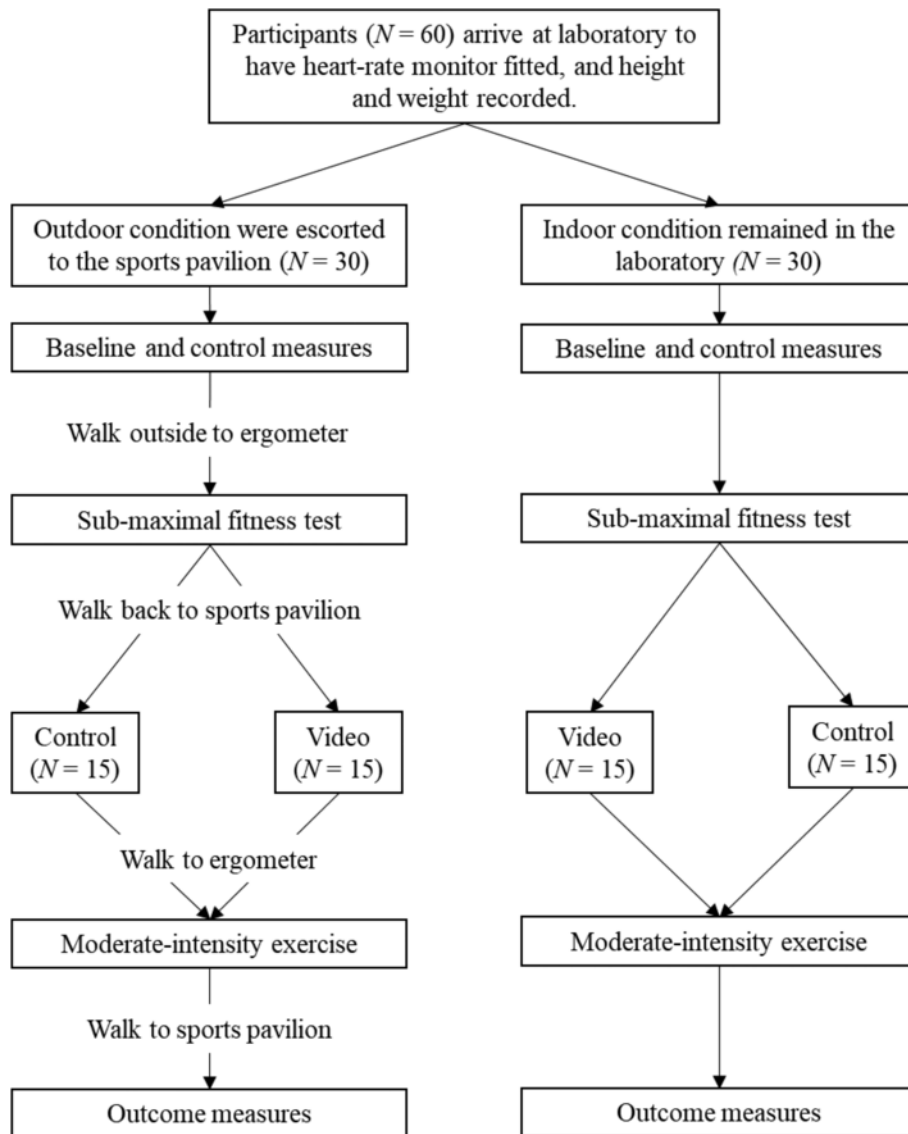 Participants (N = 60) arrive at laboratory to
have heart-rate monitor fitted, and height
and weight recorded.
Outdoor condition were escorted
to the sports pavilion (N = 30)
Indoor condition remained in the
laboratory (N = 30)
Baseline and control measures
Baseline and control measures
Walk outside to ergometer
Sub-maximal fitness test
Sub-maximal fitness test
Walk back to sports pavilion
Control
(N = 15)
Video
(N = 15)
Video
(N = 15)
Control
(N = 15)
Walk to ergometer
Moderate-intensity exercise
Moderate-intensity exercise
Walk to sports pavilion
Outcome measures
Outcome measures